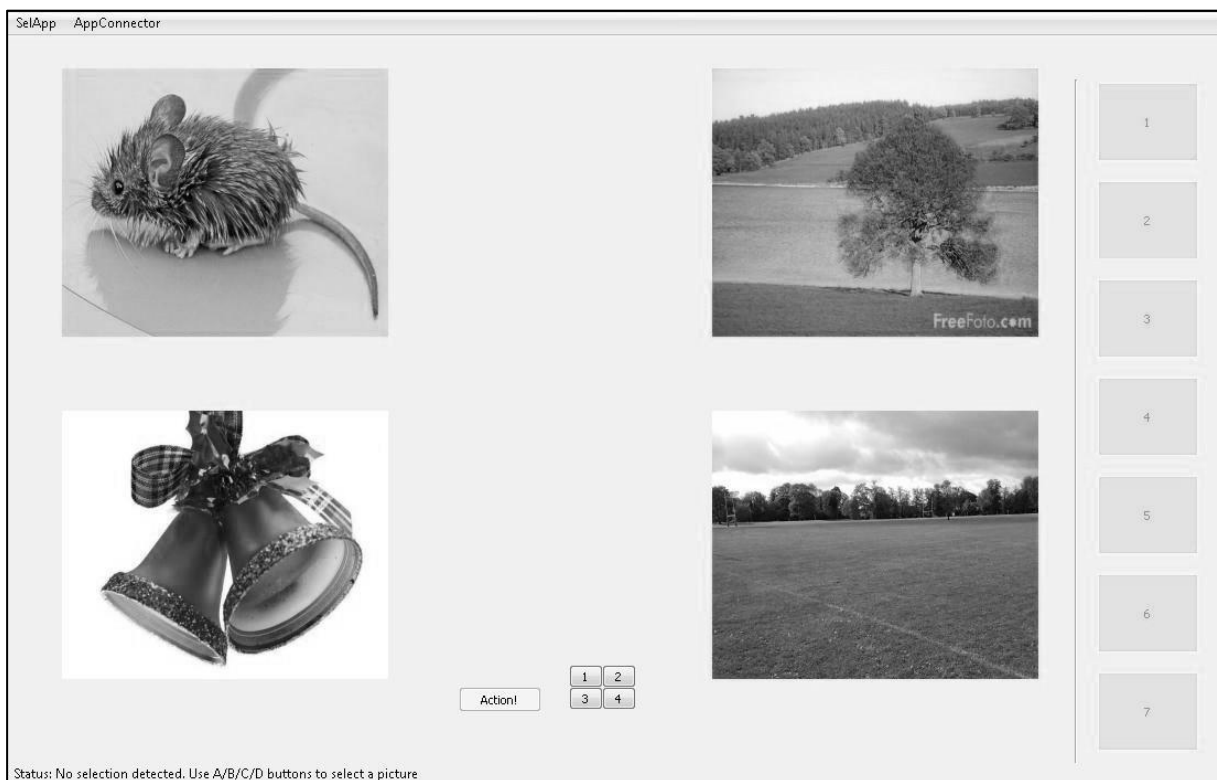 SelApp AppConnector
FreeFoto.com
1
2
3
4
5
6
7
Action!
1 2
3 4
Status: No selection detected. Use A/B/C/D buttons to select a picture